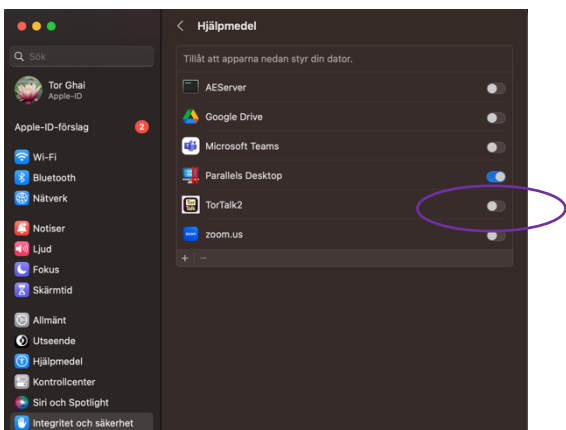 Hjälpmedel
Sök
Tor Ghai
Apple-ID
Apple-ID-förslag 2
Wi-Fi
Bluetooth
Nätverk
Notiser
Ljud
Fokus
Skärmtid
Allmänt
Utseende
Hjälpmedel
Kontrollcenter
Siri och Spotlight
Integritet och säkerhet
Tillåt att apparna nedan styr din dator.
AEServer
Google Drive
Microsoft Teams
Parallels Desktop
Tor
Talk
TorTalk2
zoom.us
+ −